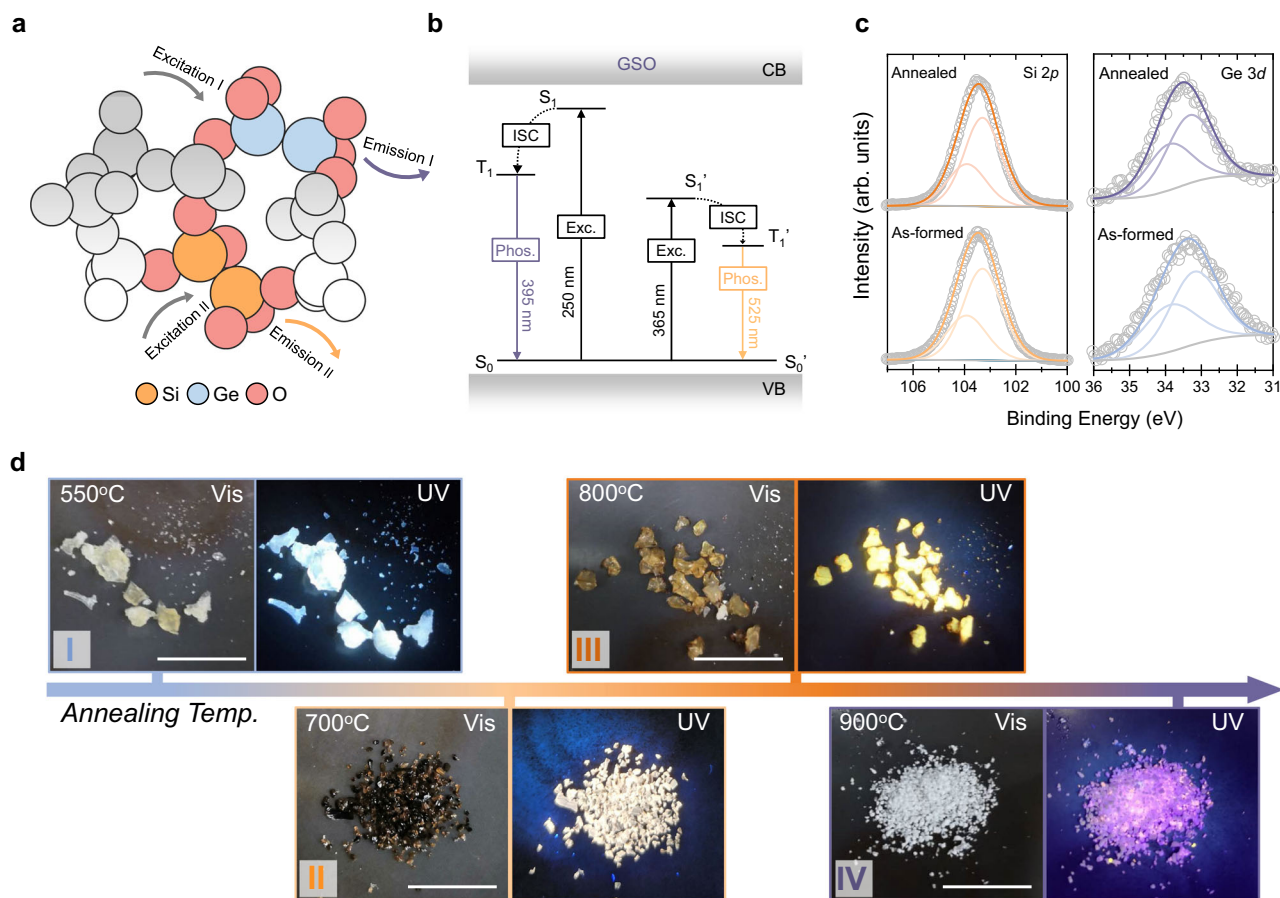 a
Excitation I
Emission I
Excitation II
Emission II
Si Ge O
b
GSO
CB
S1
ISC
T1
Phos.
395 nm
Exc.
250 nm
S1'
ISC
T1'
Exc.
365 nm
Phos.
525 nm
S0
S0'
VB
c
Intensity (arb. units)
Annealed Si 2p
As-formed
106 104 102 100
Annealed Ge 3d
As-formed
36 35 34 33 32 31
Binding Energy (eV)
d
550°C Vis UV
I
800°C Vis UV
III
Annealing Temp.
700°C Vis UV
II
900°C Vis UV
IV